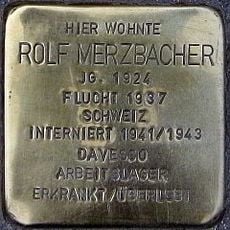 HIER WOHNTE
ROLF MERZBACHER
JG. 1924
FLUCHT 1937
SCHWEIZ
INTERNIERT 1941/1943
DAVESCO
ARBEITSLAGER
ERKRANKT/ÜBERLEBT